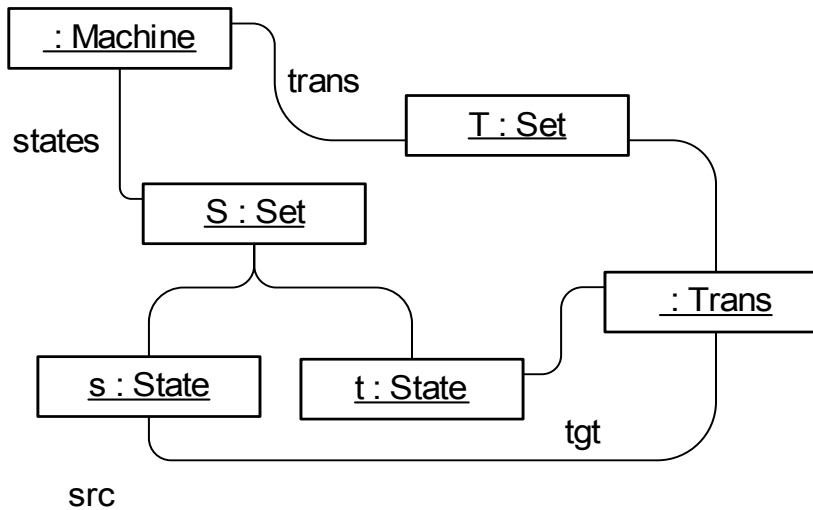 : Machine
trans
T : Set
states
S : Set
: Trans
s : State
t : State
tgt
src